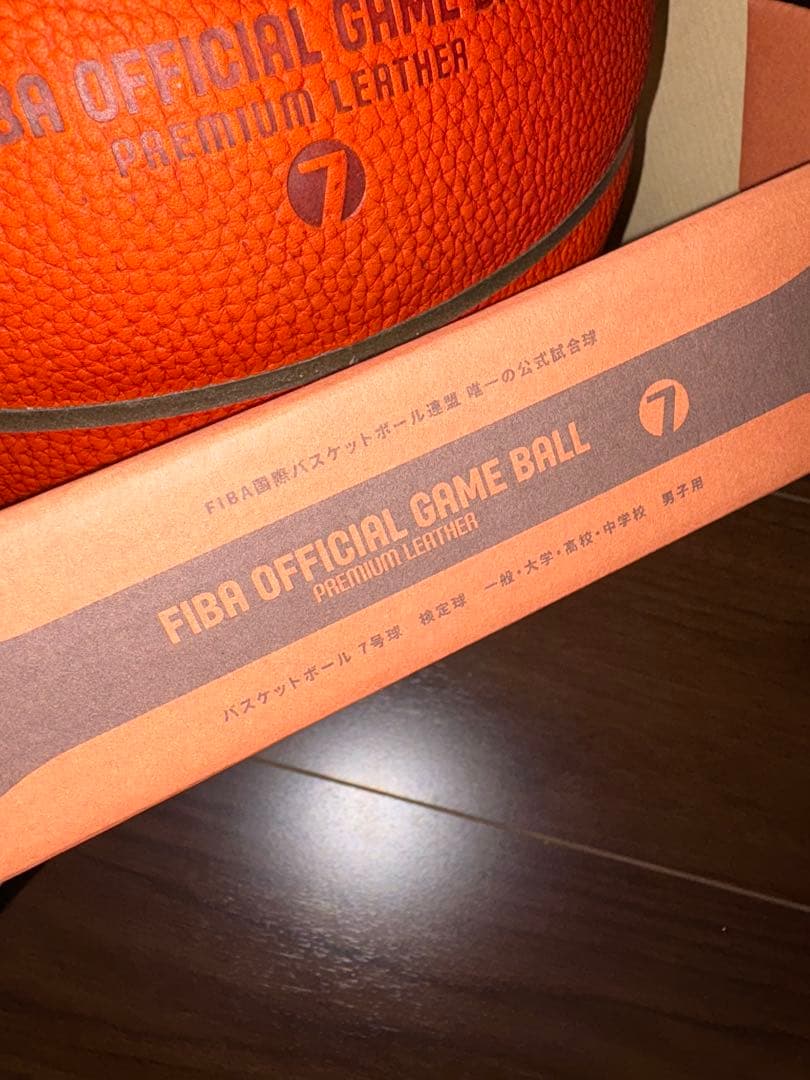 BA OFFICIAL GAME BA
PREMIUM LEATHER
7
FIBA国際バスケットボール連盟 唯一の公式試合球
FIBA OFFICIAL GAME BALL 7
PREMIUM LEATHER
バスケットボール 7号球 検定球 一般・大学・高校・中学校 男子用